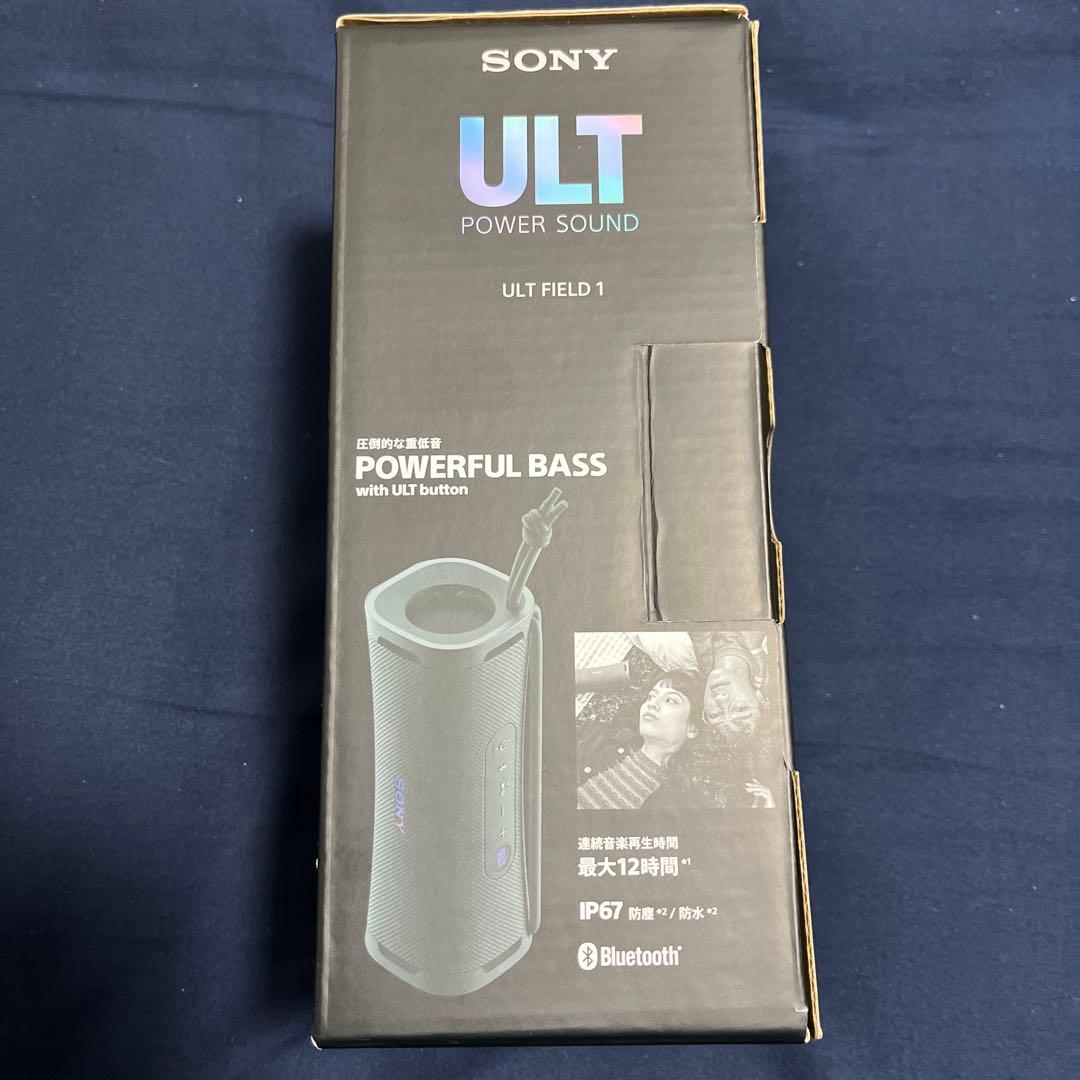 SONY
ULT
POWER SOUND
ULT FIELD 1
圧倒的な重低音
POWERFUL BASS
with ULT button
SONY
連続音楽再生時間
最大12時間*1
IP67 防塵*2 / 防水*2
Bluetooth®